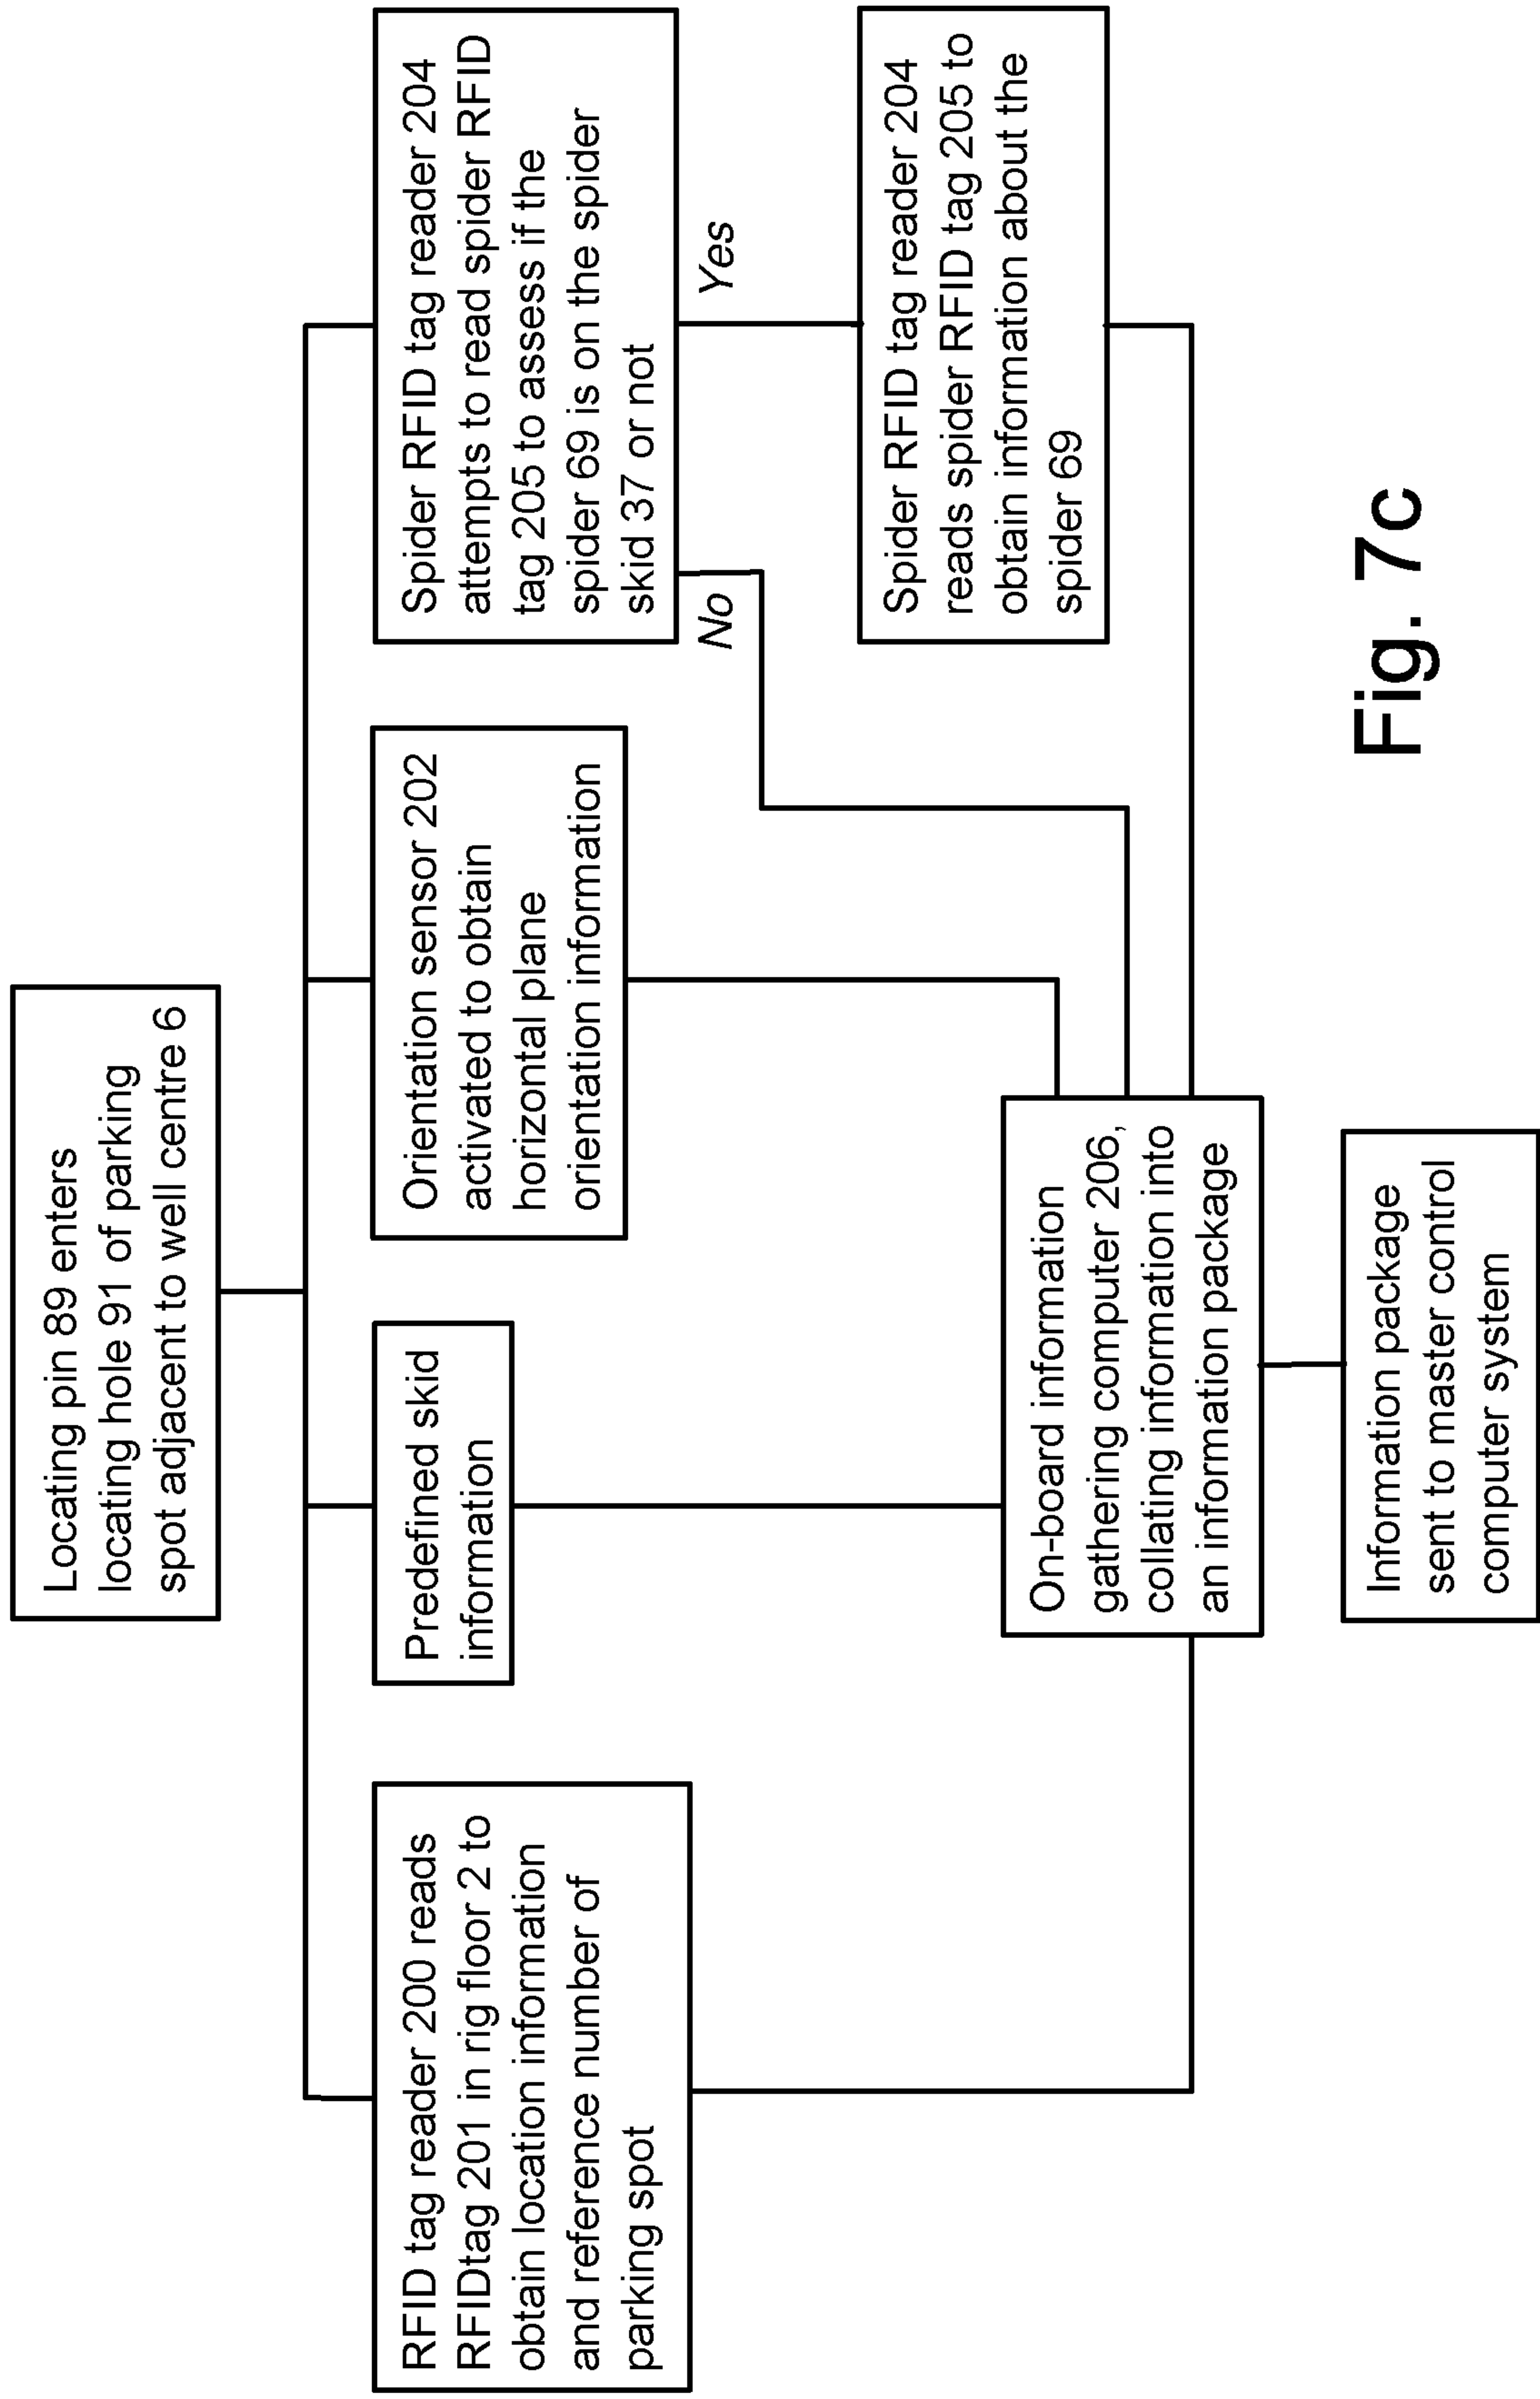 Locating pin 89 enters
locating hole 91 of parking
spot adjacent to well centre 6
RFID tag reader 200 reads
RFIDtag 201 in rig floor 2 to
obtain location information
and reference number of
parking spot
Predefined skid
information
Orientation sensor 202
activated to obtain
horizontal plane
orientation information
Spider RFID tag reader 204
attempts to read spider RFID
tag 205 to assess if the
spider 69 is on the spider
skid 37 or not
No
Yes
Spider RFID tag reader 204
reads spider RFID tag 205 to
obtain information about the
spider 69
On-board information
gathering computer 206,
collating information into
an information package
Information package
sent to master control
computer system
Fig. 7c